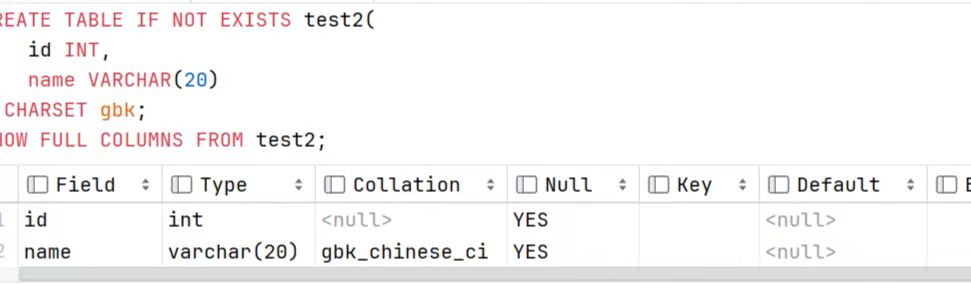 REATE TABLE IF NOT EXISTS test2(
id INT,
name VARCHAR(20)
CHARSET gbk;
HOW FULL COLUMNS FROM test2;
Field Type Collation Null Key Default E
1 id int <null> YES <null>
2 name varchar(20) gbk_chinese_ci YES <null>